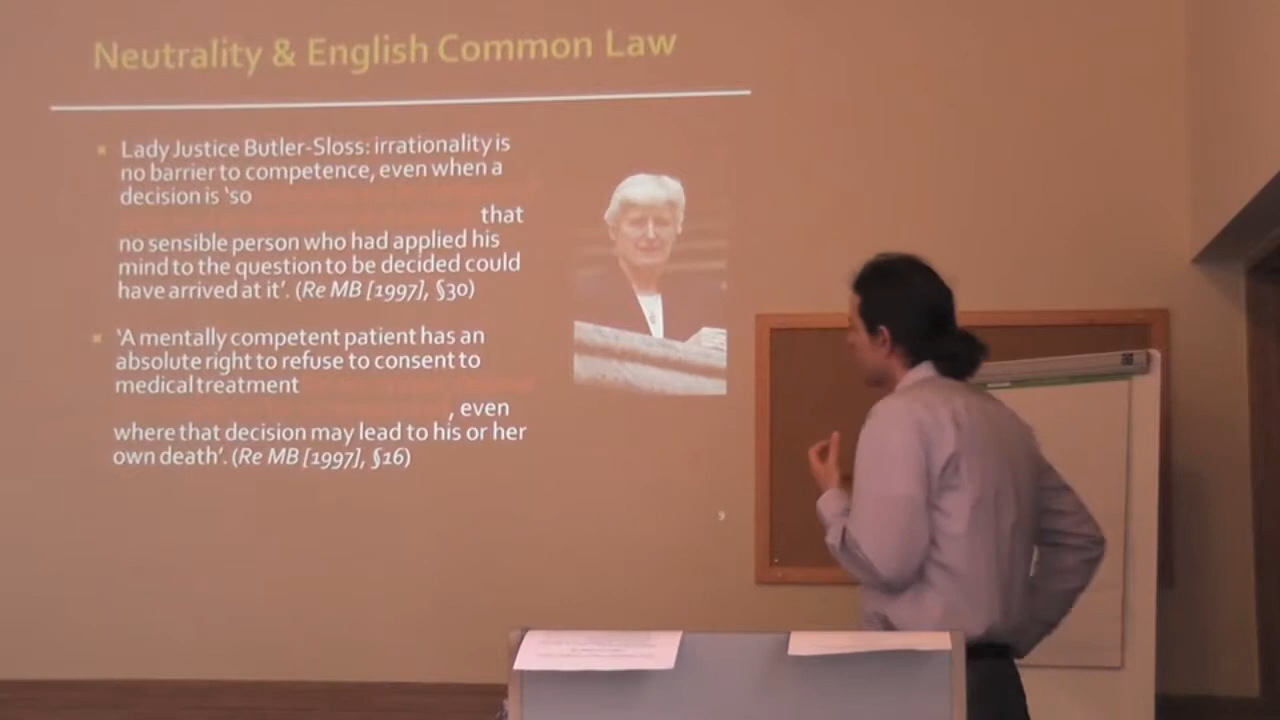 Neutrality & English Common Law
Lady Justice Butler-Sloss: irrationality is
no barrier to competence, even when a
decision is ‘so
that
no sensible person who had applied his
mind to the question to be decided could
have arrived at it’. (Re MB [1997], §30)
‘A mentally competent patient has an
absolute right to refuse to consent to
medical treatment
, even
where that decision may lead to his or her
own death’. (Re MB [1997], §16)
9